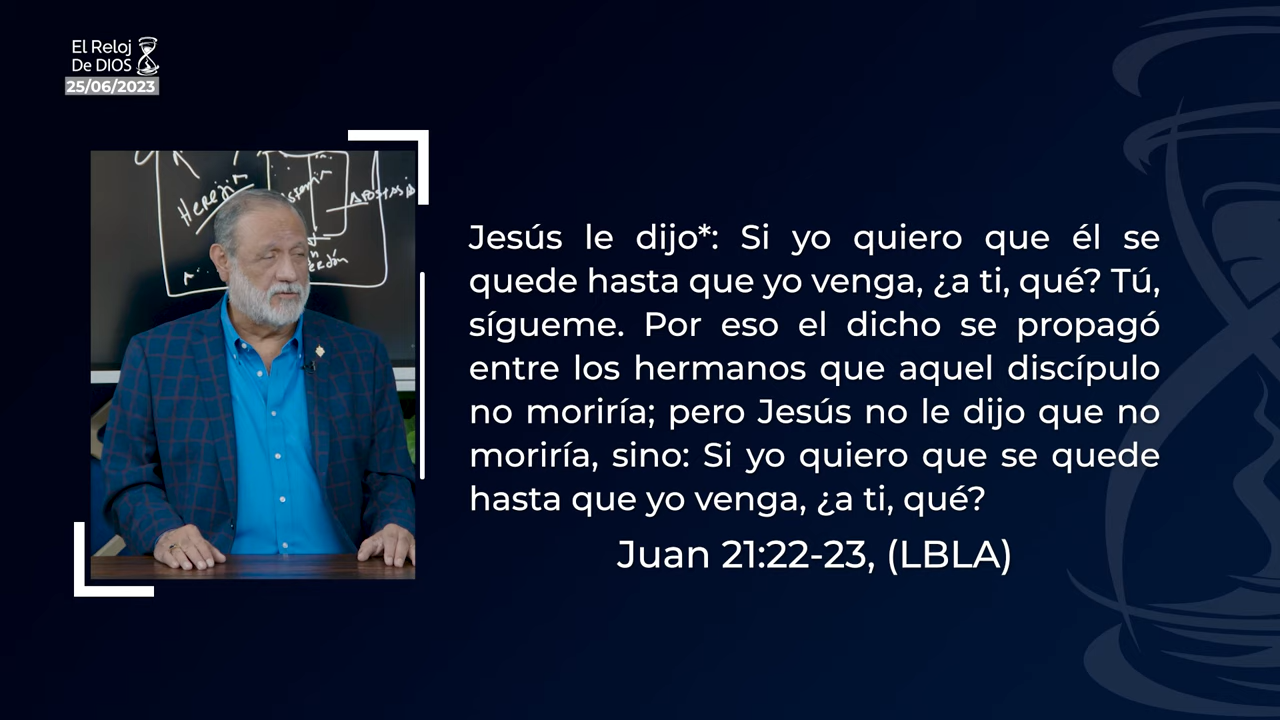 El Reloj
De DIOS
25/06/2023
Herejía
APOSTASIA
Jesús le dijo*: Si yo quiero que él se
quede hasta que yo venga, ¿a ti, qué? Tú,
sígueme. Por eso el dicho se propagó
entre los hermanos que aquel discípulo
no moriría; pero Jesús no le dijo que no
moriría, sino: Si yo quiero que se quede
hasta que yo venga, ¿a ti, qué?
Juan 21:22-23, (LBLA)